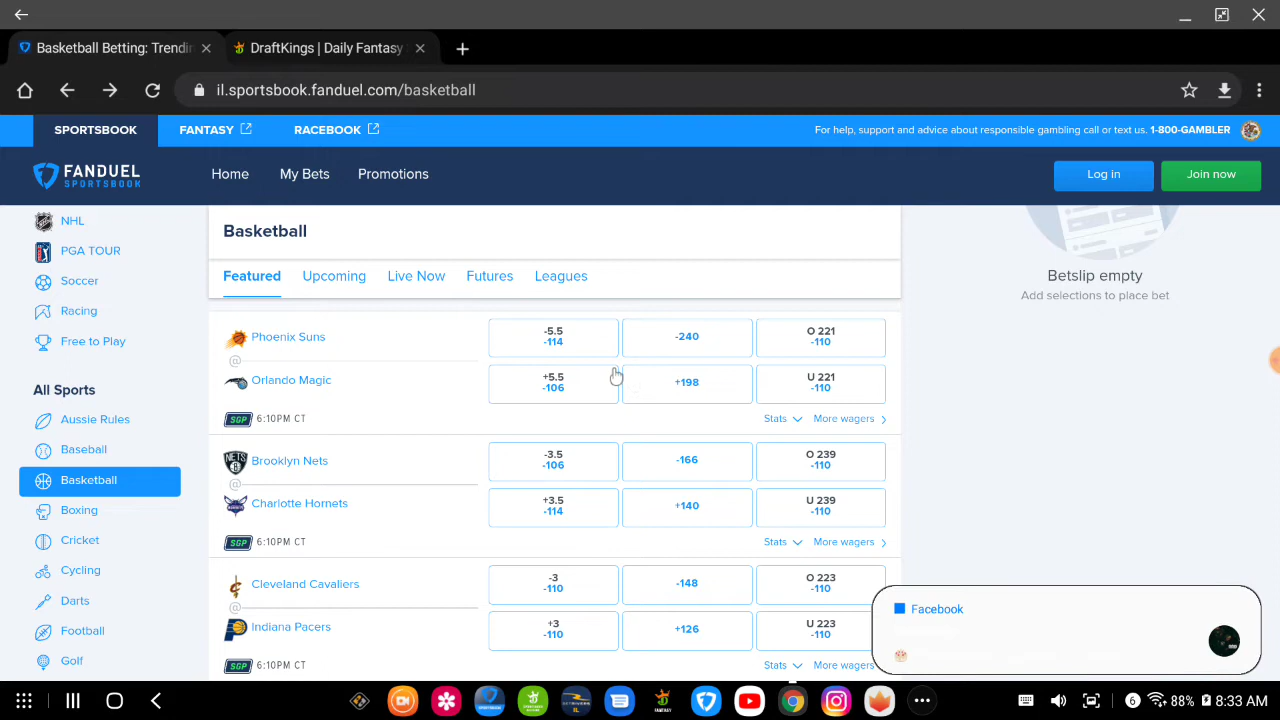 Basketball Betting: Trendin
DraftKings | Daily Fantasy
il.sportsbook.fanduel.com/basketball
SPORTSBOOK
FANTASY
RACEBOOK
For help, support and advice about responsible gambling call or text us. 1-800-GAMBLER
FANDUEL
SPORTSBOOK
Home
My Bets
Promotions
Log in
Join now
NHL
PGA TOUR
Soccer
Racing
Free to Play
All Sports
Aussie Rules
Baseball
Basketball
Boxing
Cricket
Cycling
Darts
Football
Golf
Basketball
Featured
Upcoming
Live Now
Futures
Leagues
Phoenix Suns
-5.5
-114
-240
O 221
-110
@
Orlando Magic
+5.5
-106
+198
U 221
-110
SGP 6:10PM CT
Stats
More wagers
NETS
Brooklyn Nets
-3.5
-106
-166
O 239
-110
@
Charlotte Hornets
+3.5
-114
+140
U 239
-110
SGP 6:10PM CT
Stats
More wagers
Cleveland Cavaliers
-3
-110
-148
O 223
-110
@
Indiana Pacers
+3
-110
+126
U 223
-110
SGP 6:10PM CT
Stats
More wagers
Betslip empty
Add selections to place bet
Facebook
IL
FANTASY
6
88%
8:33 AM